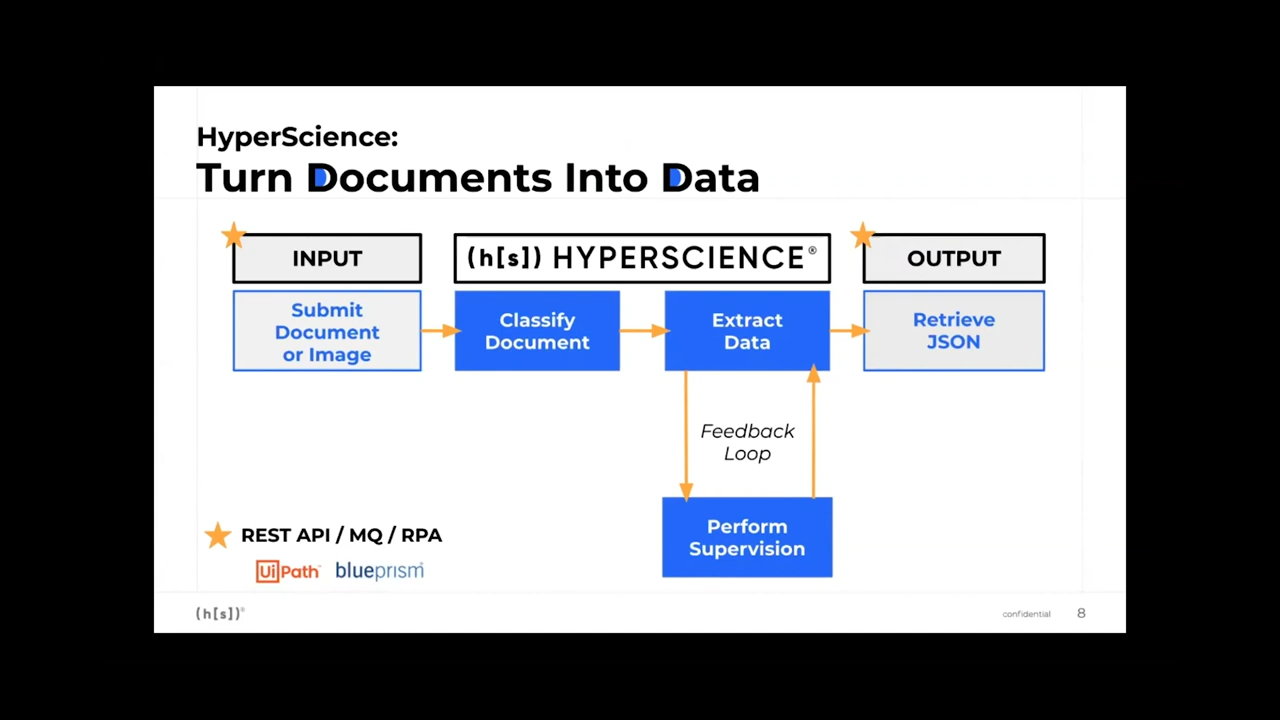 HyperScience:
Turn Documents Into Data
INPUT
(h[s]) HYPERSCIENCE®
OUTPUT
Submit
Document
or Image
Classify
Document
Extract
Data
Retrieve
JSON
Feedback
Loop
Perform
Supervision
REST API / MQ / RPA
UiPath™
blueprism®
(h[s])®
confidential
8